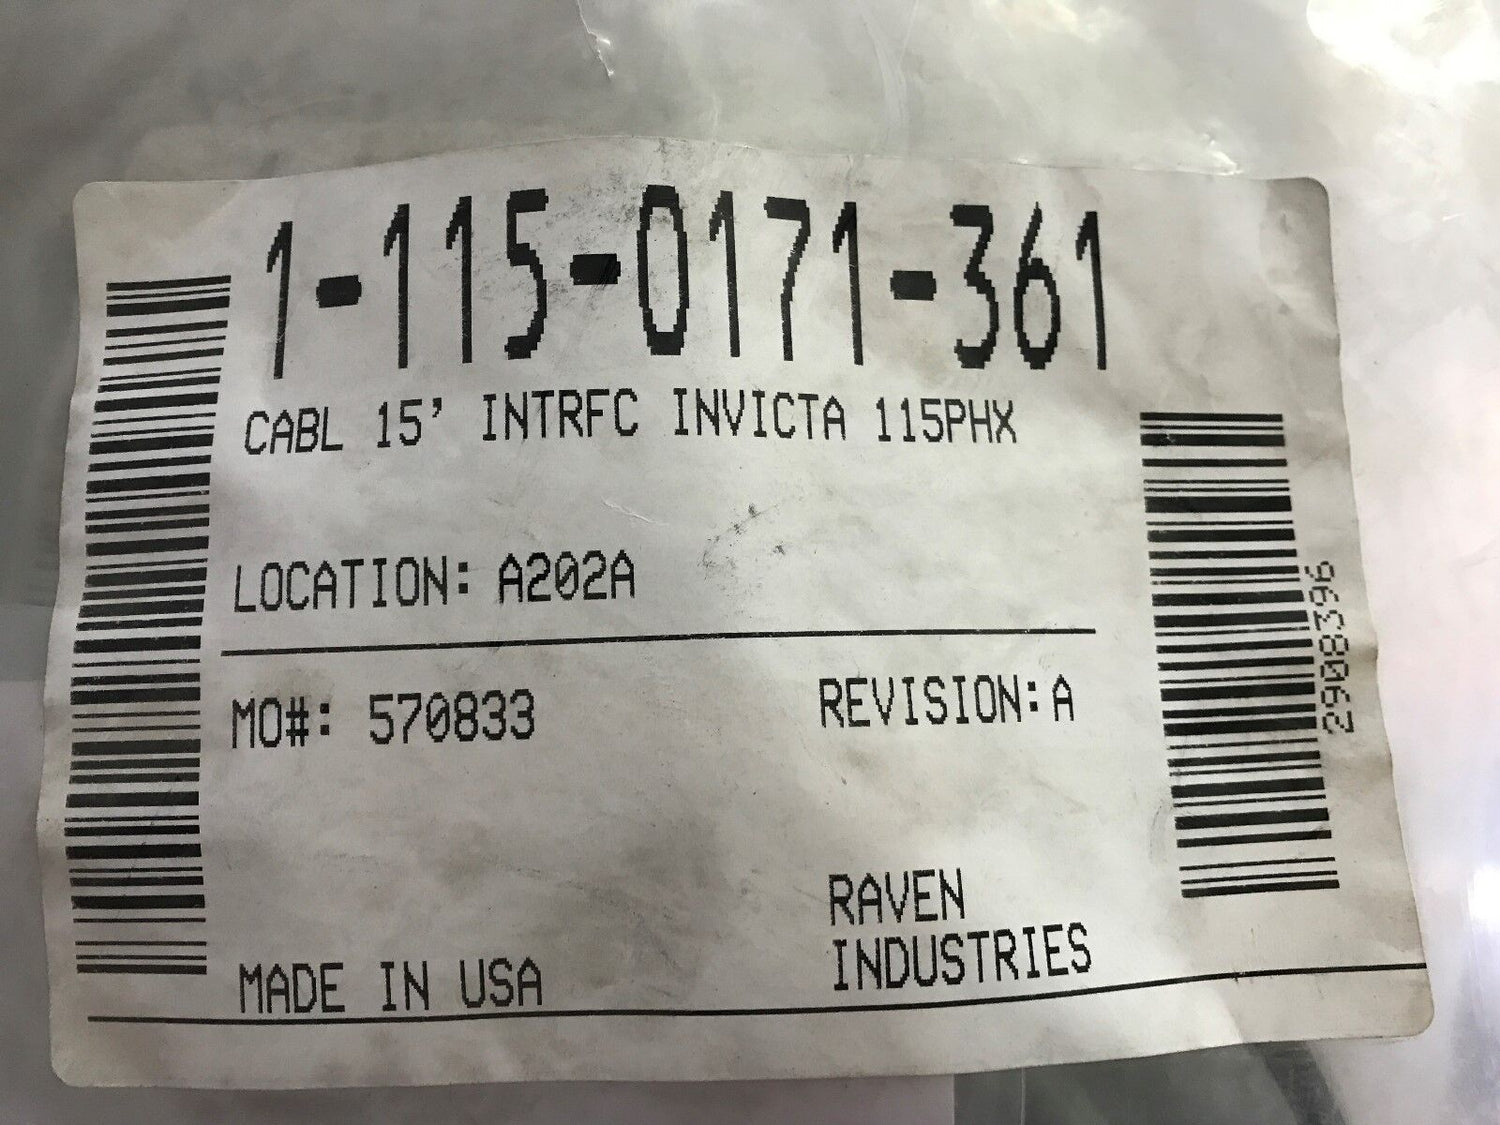 1-115-0171-361
CABL 15' INTRFC INVICTA 115PHX
LOCATION: A202A
MO#: 570833
REVISION: A
2908396
RAVEN
INDUSTRIES
MADE IN USA